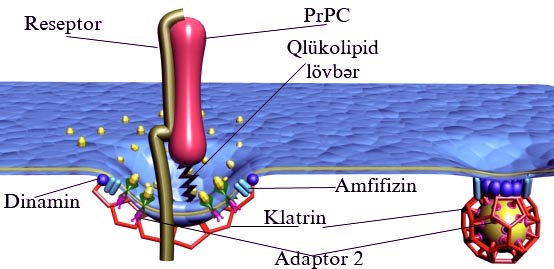 Reseptor
PrPC
Qlükolipid
lövbər
Dinamin
Amfifizin
Klatrin
Adaptor 2